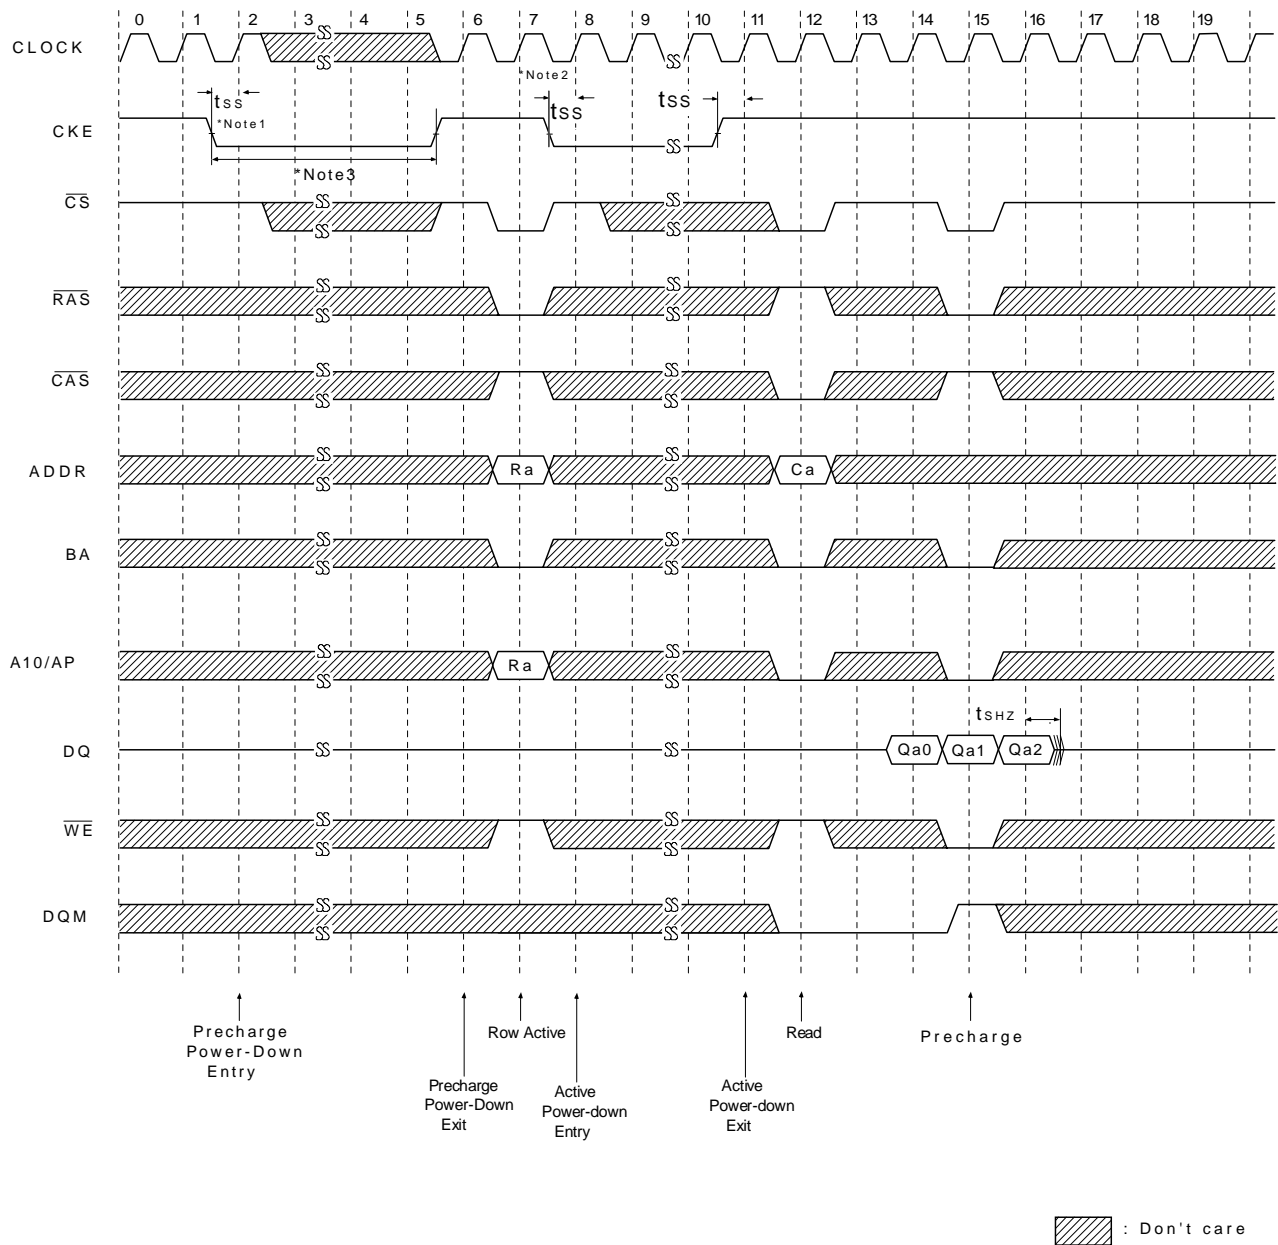 0 1 2 3 4 5 6 7 8 9 10 11 12 13 14 15 16 17 18 19
CLOCK
*Note2
tSS
tSS
tSS
*Note1
CKE
*Note3
CS
RAS
CAS
ADDR
Ra
Ca
BA
A10/AP
Ra
tSHZ
DQ
Qa0
Qa1
Qa2
WE
DQM
Precharge
Power-Down
Entry
Precharge
Power-Down
Exit
Row Active
Active
Power-down
Entry
Active
Power-down
Exit
Read
Precharge
: Don't care